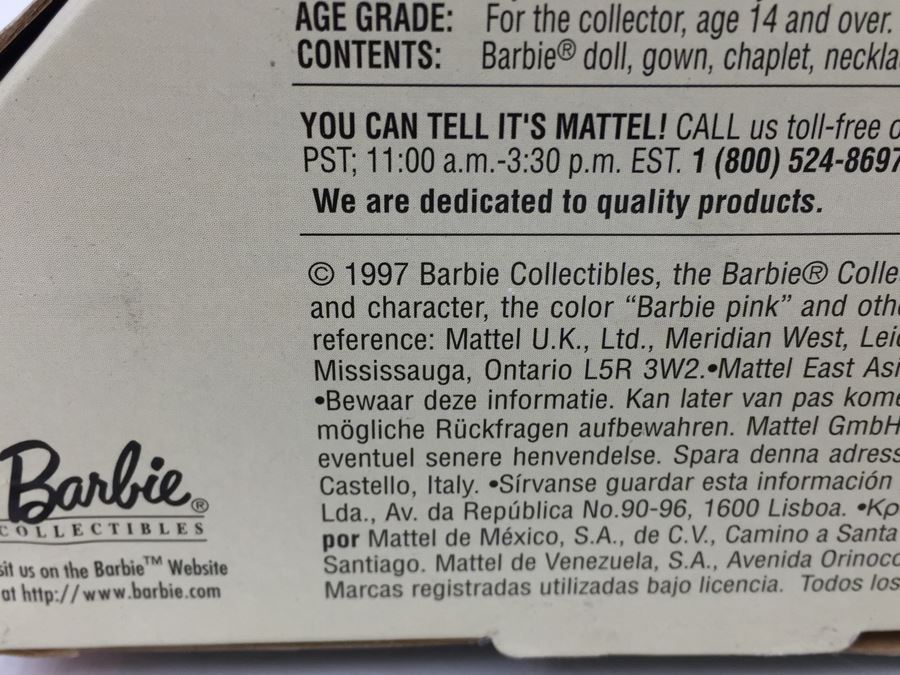 AGE GRADE: For the collector, age 14 and over.
CONTENTS: Barbie® doll, gown, chaplet, neckla
YOU CAN TELL IT'S MATTEL! CALL us toll-free
PST; 11:00 a.m.-3:30 p.m. EST. 1 (800) 524-8697
We are dedicated to quality products.
© 1997 Barbie Collectibles, the Barbie® Colle
and character, the color “Barbie pink” and oth
reference: Mattel U.K., Ltd., Meridian West, Lei
Mississauga, Ontario L5R 3W2.•Mattel East Asi
•Bewaar deze informatie. Kan later van pas kome
mögliche Rückfragen aufbewahren. Mattel GmbH
eventuel senere henvendelse. Spara denna adress
Castello, Italy. •Sírvanse guardar esta información
Lda., Av. da República No.90-96, 1600 Lisboa. •Κρ
por Mattel de México, S.A., de C.V., Camino a Santa
Santiago. Mattel de Venezuela, S.A., Avenida Orinoc
Marcas registradas utilizadas bajo licencia. Todos los
Barbie®
COLLECTIBLES
sit us on the Barbie™ Website
at http://www.barbie.com